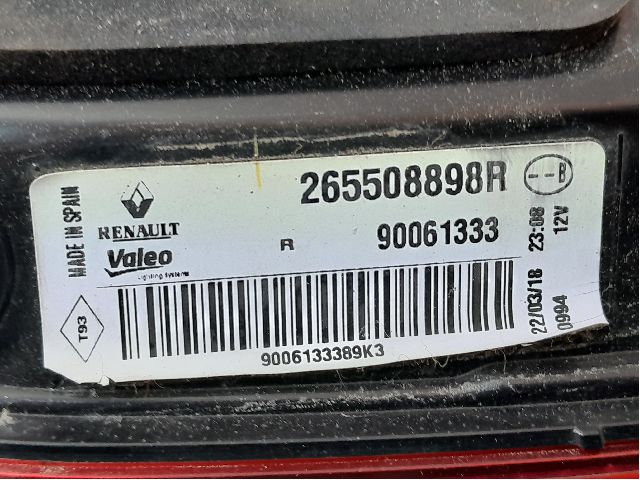 MADE IN SPAIN
RENAULT
Valeo
lighting systems
R
265508898R
90061333
--B
22/03/18 23:08
0994 12V
T93
9006133389K3